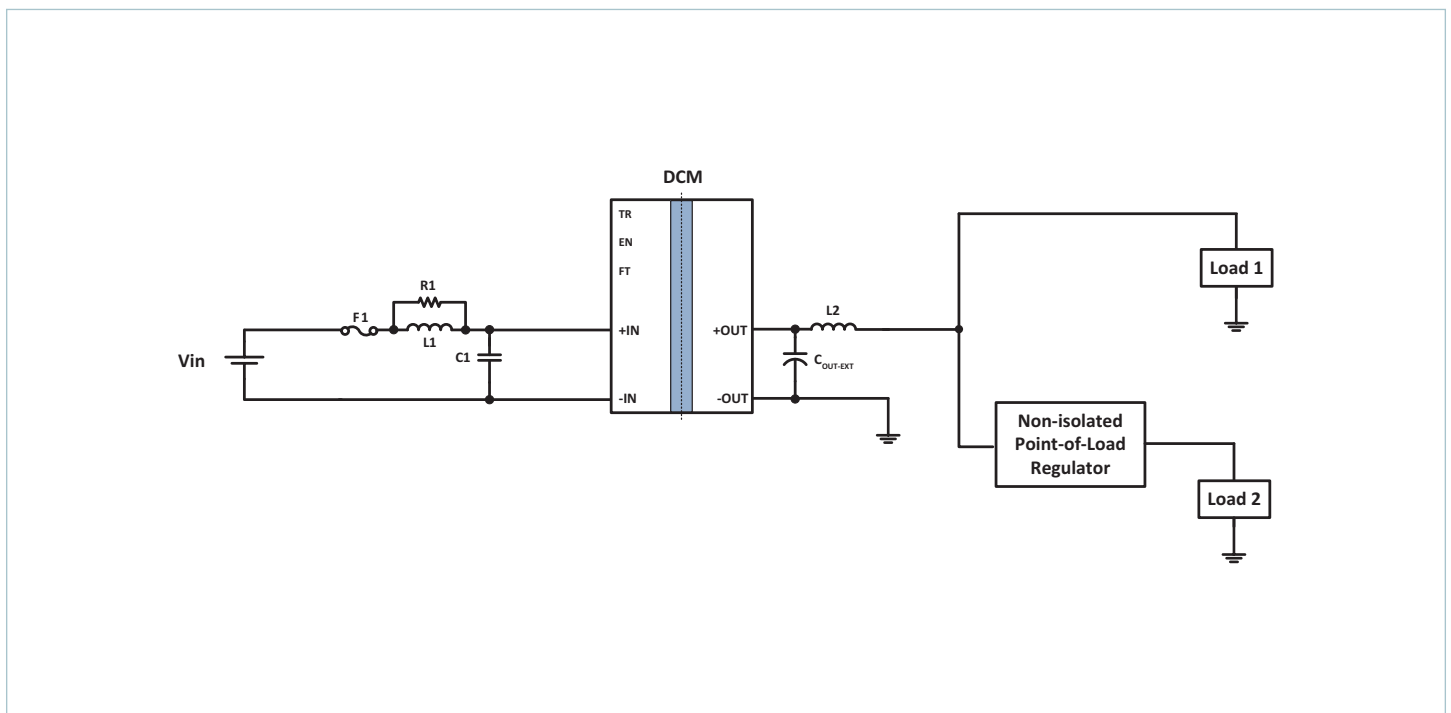 DCM
TR
EN
FT
R1
F1
L1
C1
Vin
+IN
-IN
+OUT
-OUT
L2
COUT-EXT
Load 1
Non-isolated
Point-of-Load
Regulator
Load 2